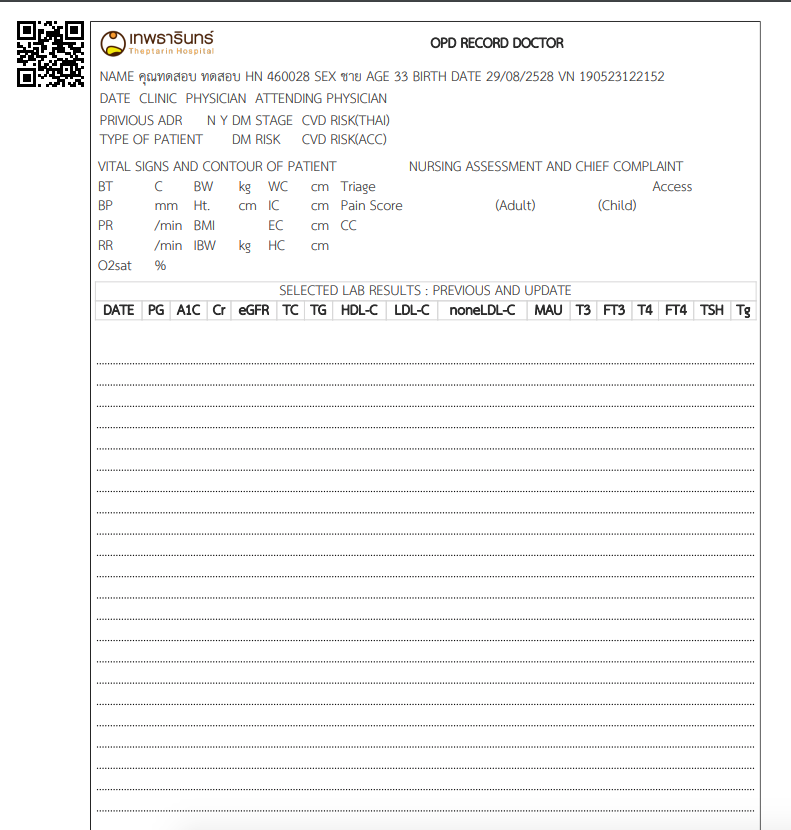 เทพธารินทร์
Theptarin Hospital
OPD RECORD DOCTOR
NAME คุณทดสอบ ทดสอบ HN 460028 SEX ชาย AGE 33 BIRTH DATE 29/08/2528 VN 190523122152
DATE CLINIC PHYSICIAN ATTENDING PHYSICIAN
PRIVIOUS ADR N Y DM STAGE CVD RISK(THAI)
TYPE OF PATIENT DM RISK CVD RISK(ACC)
VITAL SIGNS AND CONTOUR OF PATIENT NURSING ASSESSMENT AND CHIEF COMPLAINT
BT C BW kg WC cm Triage Access
BP mm Ht. cm IC cm Pain Score (Adult) (Child)
PR /min BMI EC cm CC
RR /min IBW kg HC cm
O2sat %
SELECTED LAB RESULTS : PREVIOUS AND UPDATE
DATE PG A1C Cr eGFR TC TG HDL-C LDL-C noneLDL-C MAU T3 FT3 T4 FT4 TSH Tg